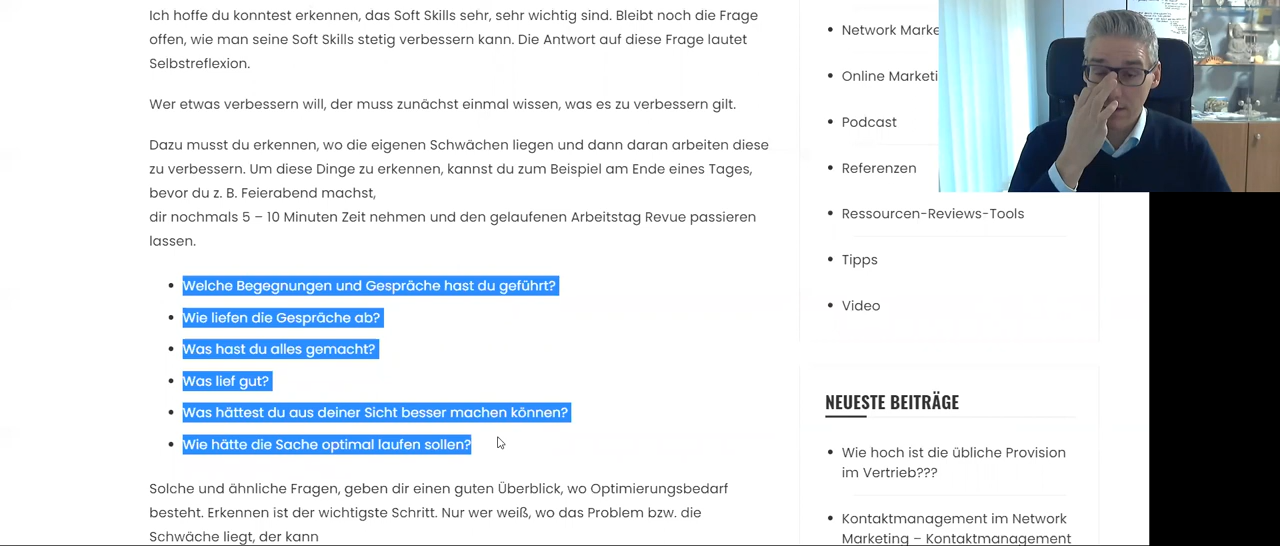 Ich hoffe du konntest erkennen, das Soft Skills sehr, sehr wichtig sind. Bleibt noch die Frage
offen, wie man seine Soft Skills stetig verbessern kann. Die Antwort auf diese Frage lautet
Selbstreflexion.
Wer etwas verbessern will, der muss zunächst einmal wissen, was es zu verbessern gilt.
Dazu musst du erkennen, wo die eigenen Schwächen liegen und dann daran arbeiten diese
zu verbessern. Um diese Dinge zu erkennen, kannst du zum Beispiel am Ende eines Tages,
bevor du z. B. Feierabend machst,
dir nochmals 5 – 10 Minuten Zeit nehmen und den gelaufenen Arbeitstag Revue passieren
lassen.
Welche Begegnungen und Gespräche hast du geführt?
Wie liefen die Gespräche ab?
Was hast du alles gemacht?
Was lief gut?
Was hättest du aus deiner Sicht besser machen können?
Wie hätte die Sache optimal laufen sollen?
Solche und ähnliche Fragen, geben dir einen guten Überblick, wo Optimierungsbedarf
besteht. Erkennen ist der wichtigste Schritt. Nur wer weiß, wo das Problem bzw. die
Schwäche liegt, der kann
Network Marke
Online Marketi
Podcast
Referenzen
Ressourcen-Reviews-Tools
Tipps
Video
NEUESTE BEITRÄGE
Wie hoch ist die übliche Provision
im Vertrieb???
Kontaktmanagement im Network
Marketing – Kontaktmanagement